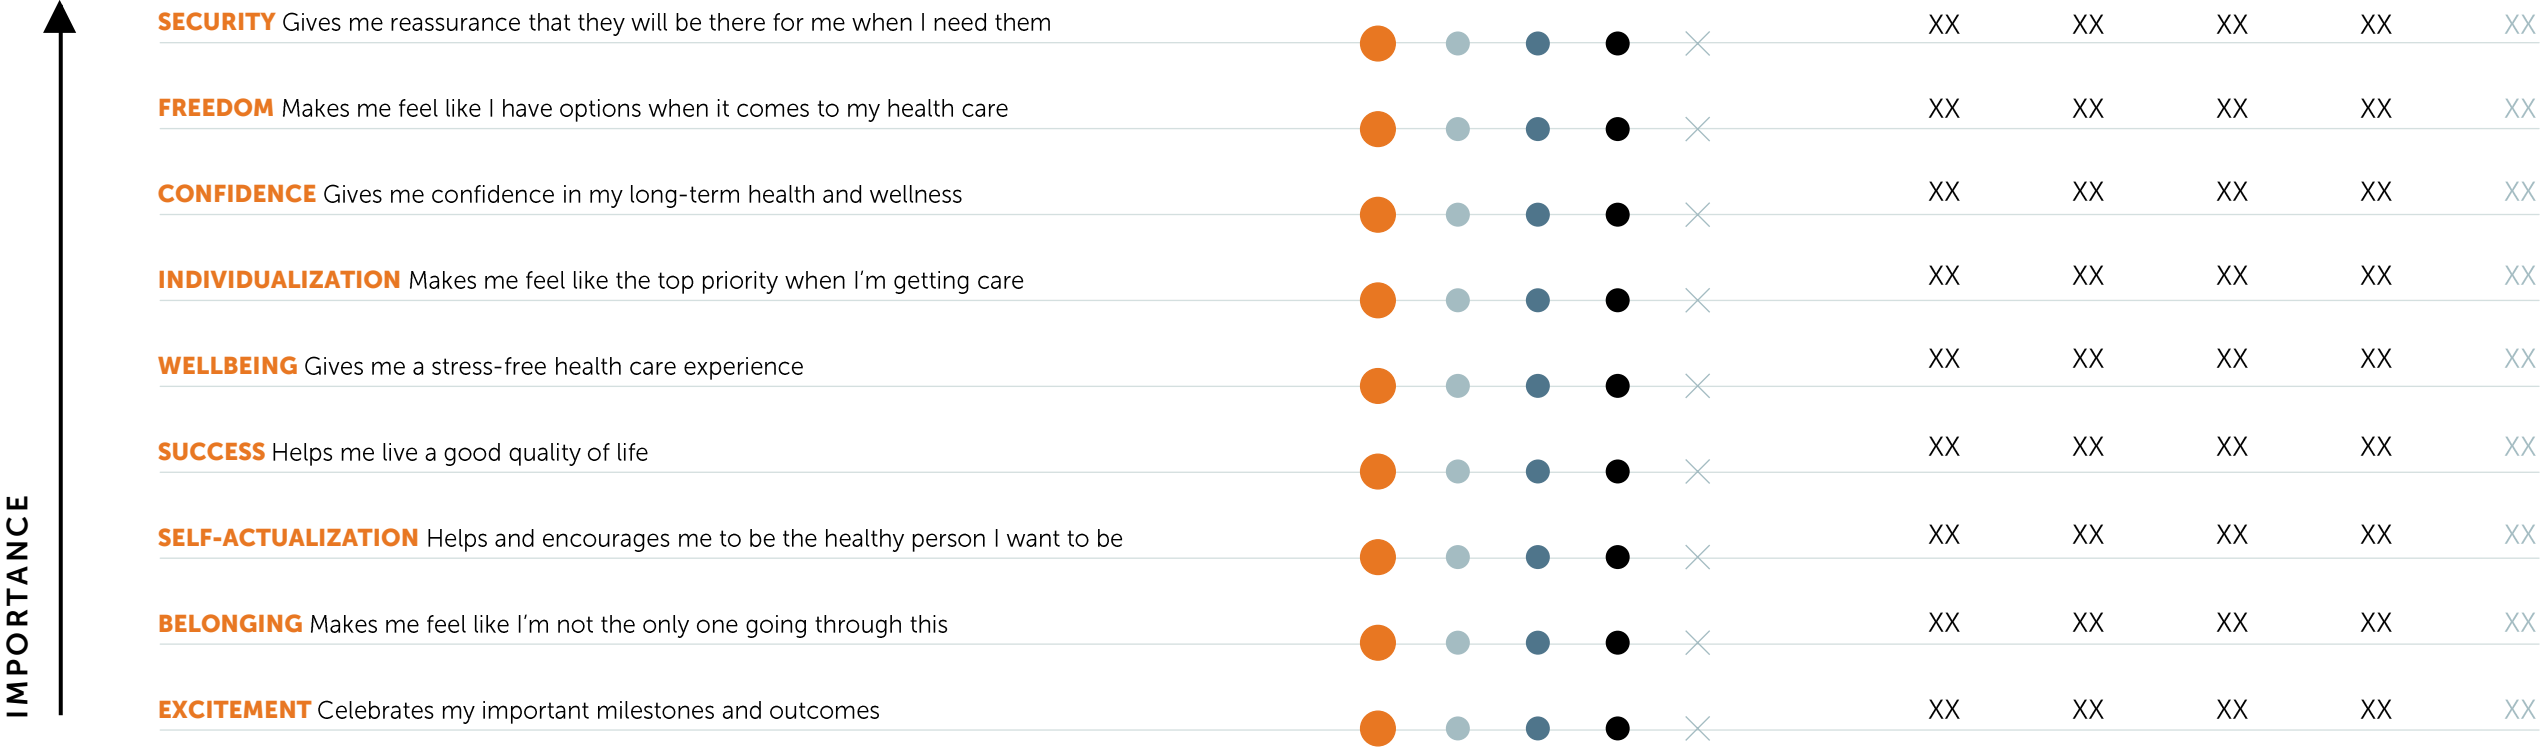 SECURITY Gives me reassurance that they will be there for me when I need them XX XX XX XX XX
FREEDOM Makes me feel like I have options when it comes to my health care XX XX XX XX XX
CONFIDENCE Gives me confidence in my long-term health and wellness XX XX XX XX XX
INDIVIDUALIZATION Makes me feel like the top priority when I'm getting care XX XX XX XX XX
WELLBEING Gives me a stress-free health care experience XX XX XX XX XX
SUCCESS Helps me live a good quality of life XX XX XX XX XX
SELF-ACTUALIZATION Helps and encourages me to be the healthy person I want to be XX XX XX XX XX
BELONGING Makes me feel like I'm not the only one going through this XX XX XX XX XX
EXCITEMENT Celebrates my important milestones and outcomes XX XX XX XX XX
IMPORTANCE